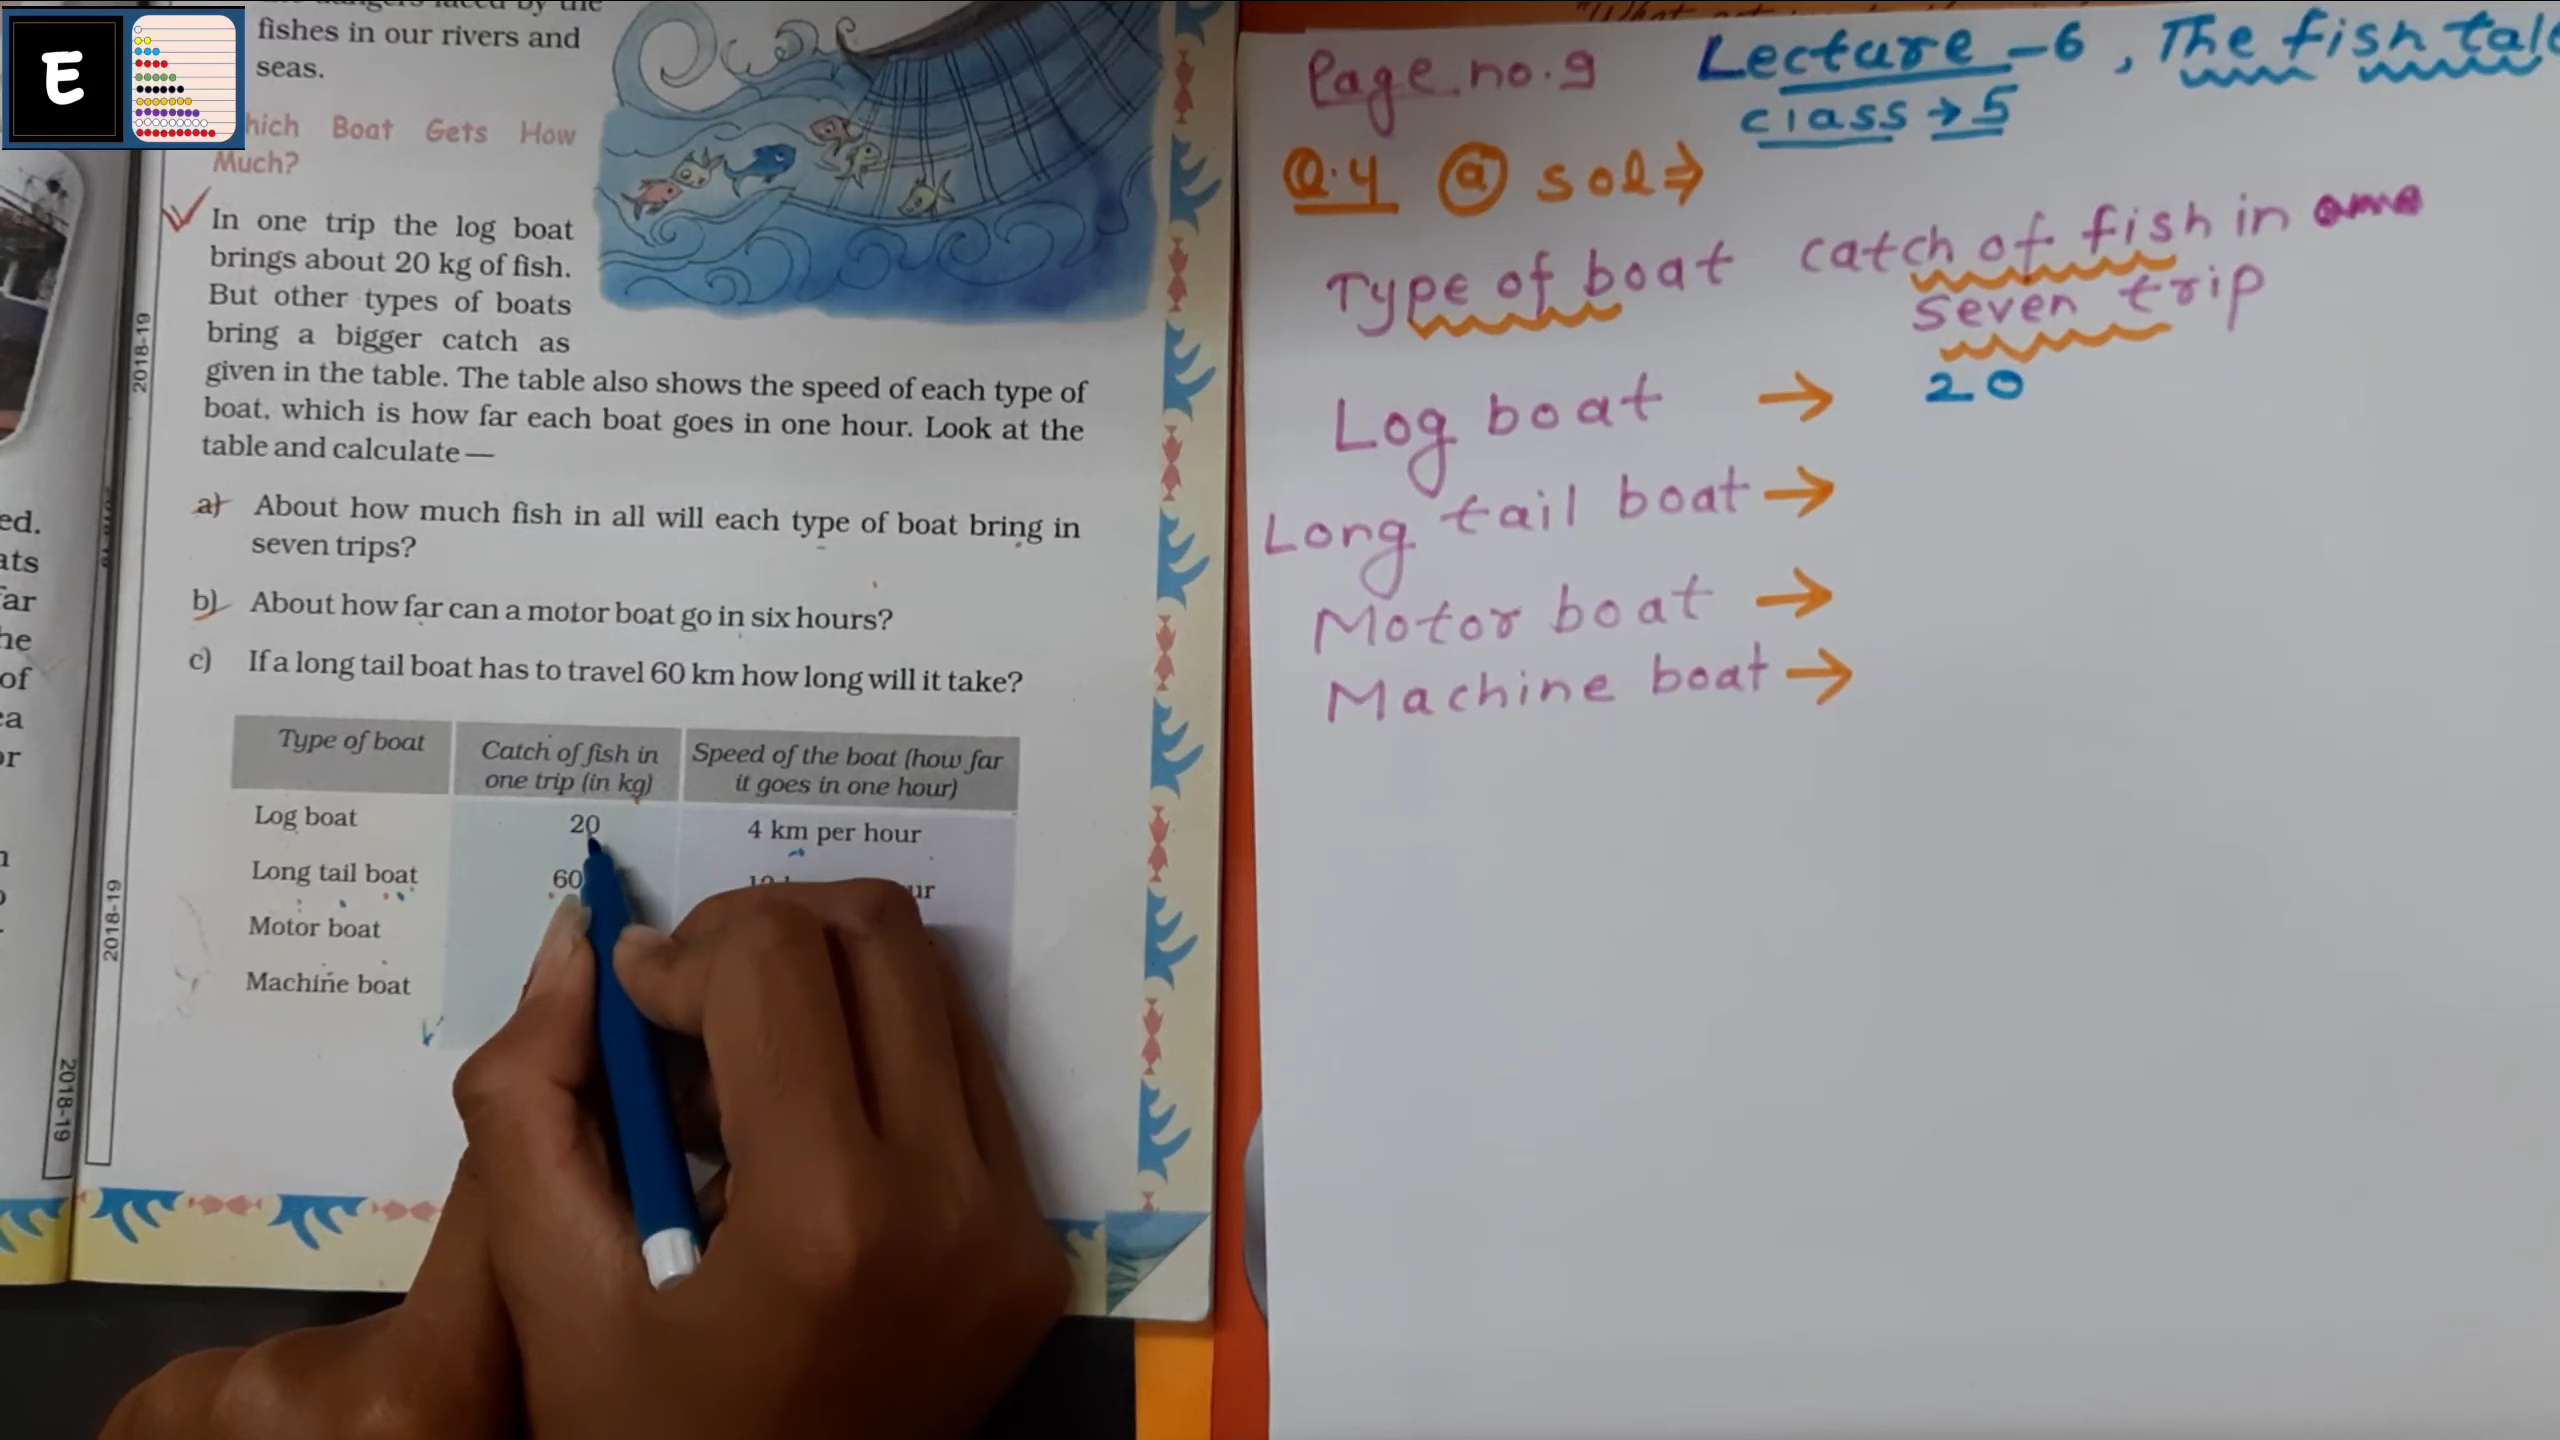 E
fishes in our rivers and
seas.
Boat Gets How
Much?
In one trip the log boat
brings about 20 kg of fish.
But other types of boats
bring a bigger catch as
given in the table. The table also shows the speed of each type of
boat, which is how far each boat goes in one hour. Look at the
table and calculate —
a) About how much fish in all will each type of boat bring in
seven trips?
b) About how far can a motor boat go in six hours?
c) If a long tail boat has to travel 60 km how long will it take?
Type of boat
Catch of fish in
one trip (in kg)
Speed of the boat (how far
it goes in one hour)
Log boat 20 4 km per hour
Long tail boat 60
Motor boat
Machine boat
2018-19
2018-19
2018-19
ed.
of
Page no. 9
Lecture - 6, The fish tale
class → 5
Q.4 a sol⇒
Type of boat catch of fish in
seven trip
Log boat → 20
Long tail boat →
Motor boat →
Machine boat →